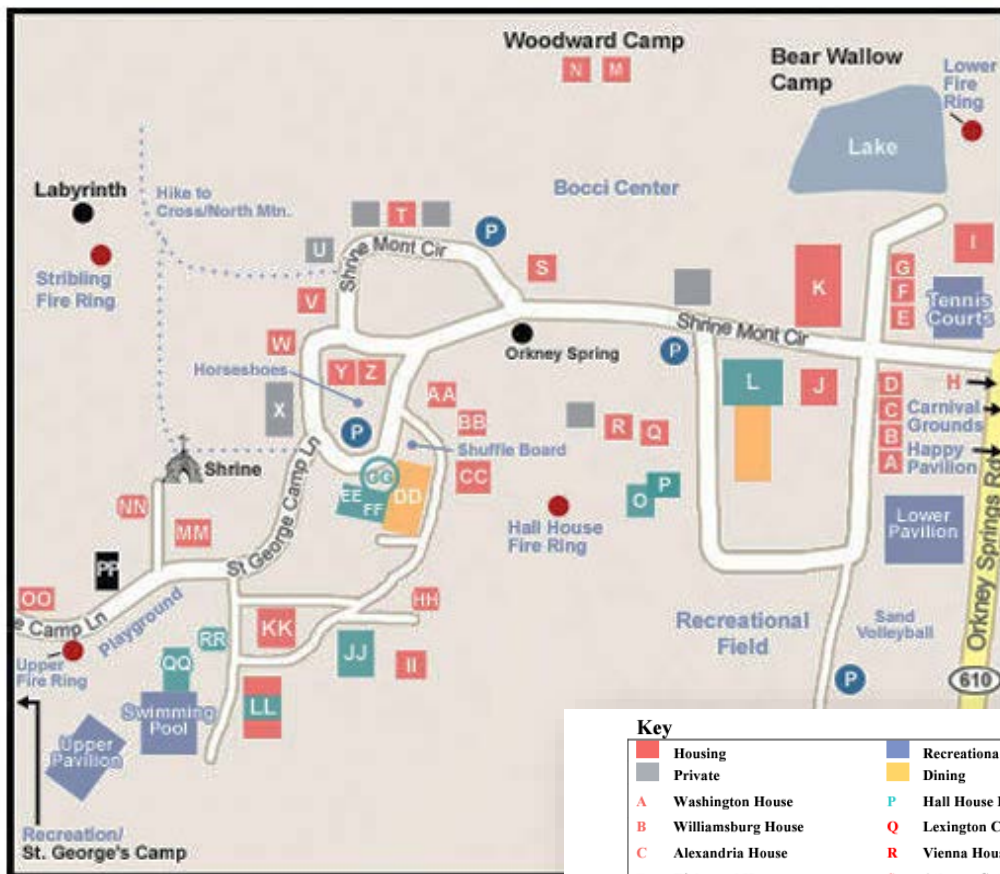 Woodward Camp
N M
Bear Wallow
Camp
Lower
Fire
Ring
Lake
Bocci Center
Labyrinth
Hike to
Cross/North Mtn.
Stribling
Fire Ring
T
U
P
Shrine Mont Cir
S
V
K
I
G
F
E
Tennis
Courts
W
Orkney Spring
Shrine Mont Cir
P
Horseshoes
Y Z
X
P
AA
BB
Shuffle Board
CC
L
J
D
C
B
A
H
Carnival
Grounds
Happy
Pavilion
R Q
P
O
Shrine
GG
EE
FF
DD
Hall House
Fire Ring
Lower
Pavilion
NN
MM
St George Camp Ln
PP
OO
e Camp Ln
Playground
Upper
Fire Ring
RR
QQ
KK
HH
JJ
II
LL
Recreational
Field
Sand
Volleyball
Orkney Springs Rd
610
P
Swimming
Pool
Upper
Pavilion
Recreation/
St. George's Camp
Key
Housing Recreational
Private Dining
A Washington House P Hall House
B Williamsburg House Q Lexington C
C Alexandria House R Vienna Hous